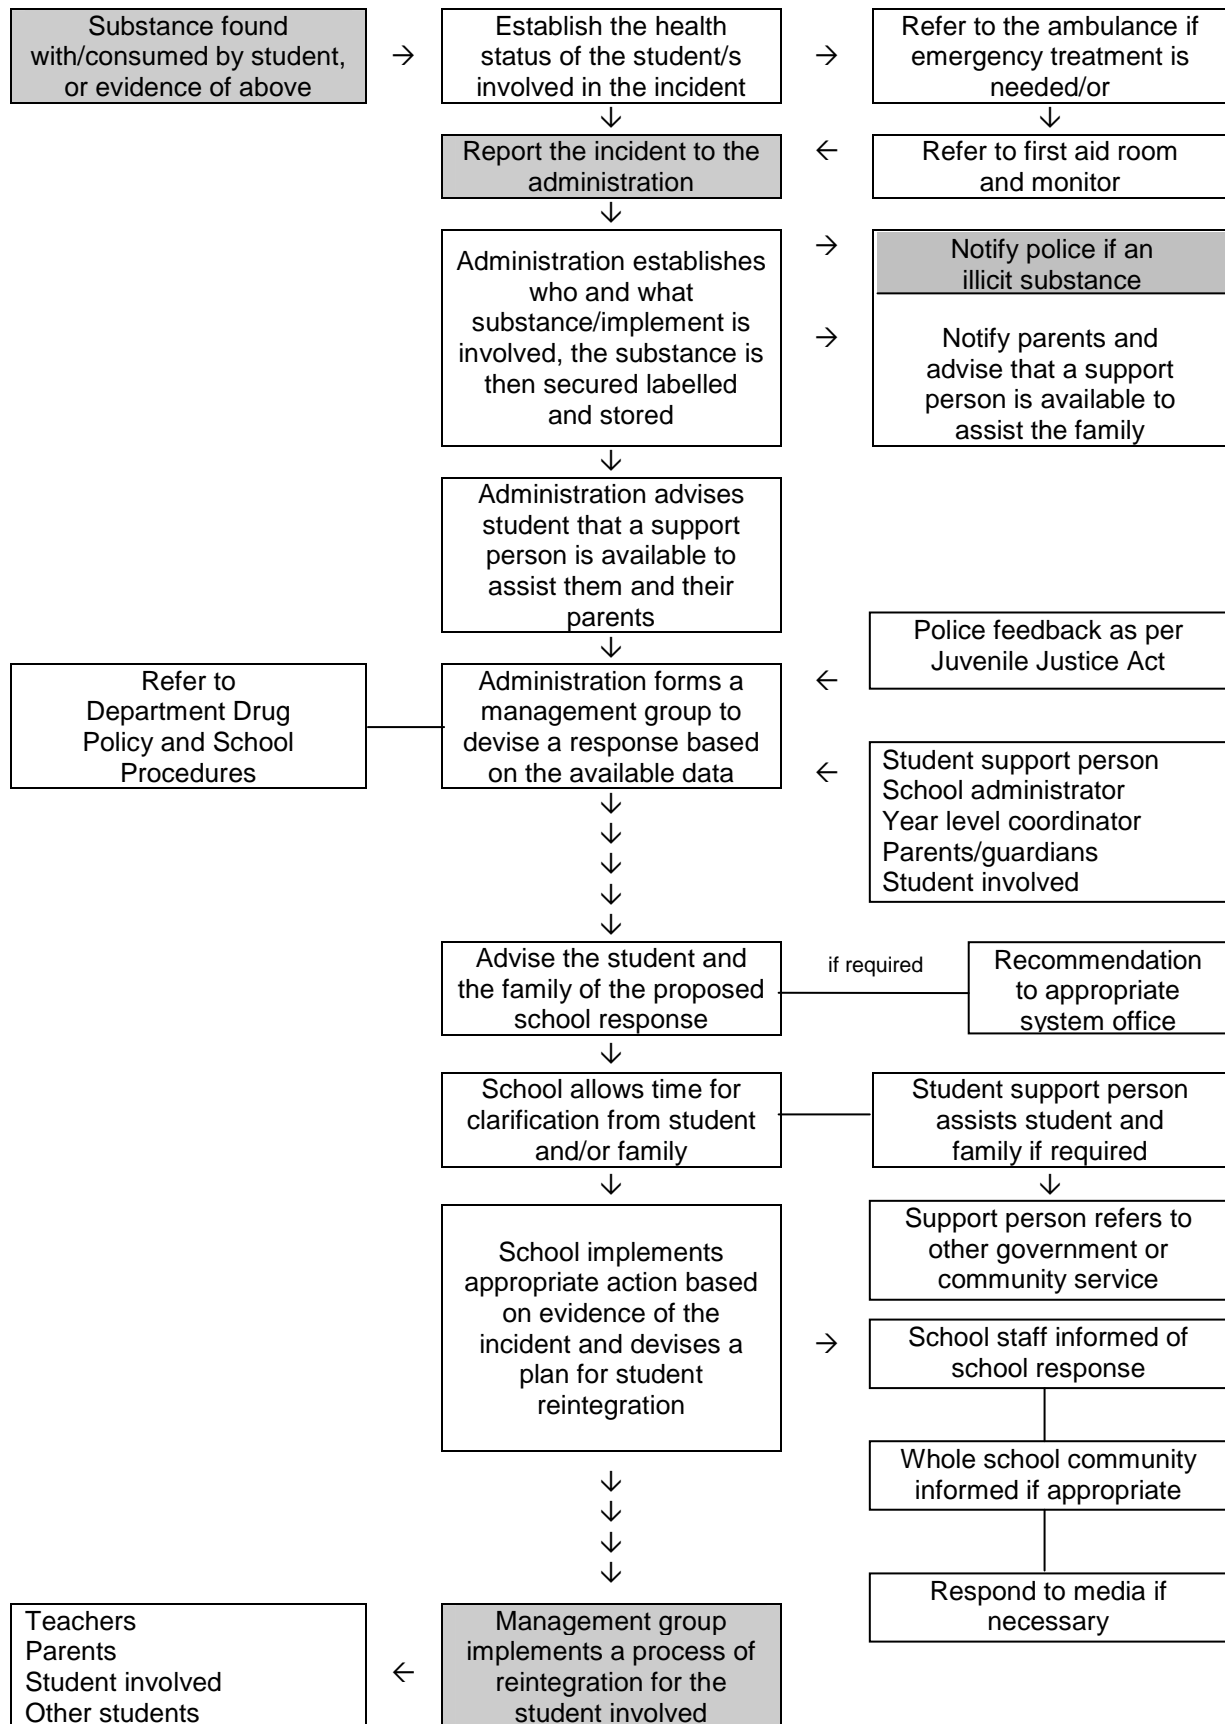 Substance found
with/consumed by student,
or evidence of above
→
Establish the health
status of the student/s
involved in the incident
→
Refer to the ambulance if
emergency treatment is
needed/or
↓
↓
Report the incident to the
administration
←
Refer to first aid room
and monitor
↓
Administration establishes
who and what
substance/implement is
involved, the substance is
then secured labelled
and stored
→
→
Notify police if an
illicit substance
Notify parents and
advise that a support
person is available to
assist the family
↓
Administration advises
student that a support
person is available to
assist them and their
parents
↓
Police feedback as per
Juvenile Justice Act
Refer to
Department Drug
Policy and School
Procedures
Administration forms a
management group to
devise a response based
on the available data
←
←
Student support person
School administrator
Year level coordinator
Parents/guardians
Student involved
↓
↓
↓
↓
↓
Advise the student and
the family of the proposed
school response
if required
Recommendation
to appropriate
system office
↓
School allows time for
clarification from student
and/or family
Student support person
assists student and
family if required
↓
↓
School implements
appropriate action based
on evidence of the
incident and devises a
plan for student
reintegration
Support person refers to
other government or
community service
→
School staff informed of
school response
Whole school community
informed if appropriate
↓
↓
↓
↓
Respond to media if
necessary
Teachers
Parents
Student involved
Other students
←
Management group
implements a process of
reintegration for the
student involved